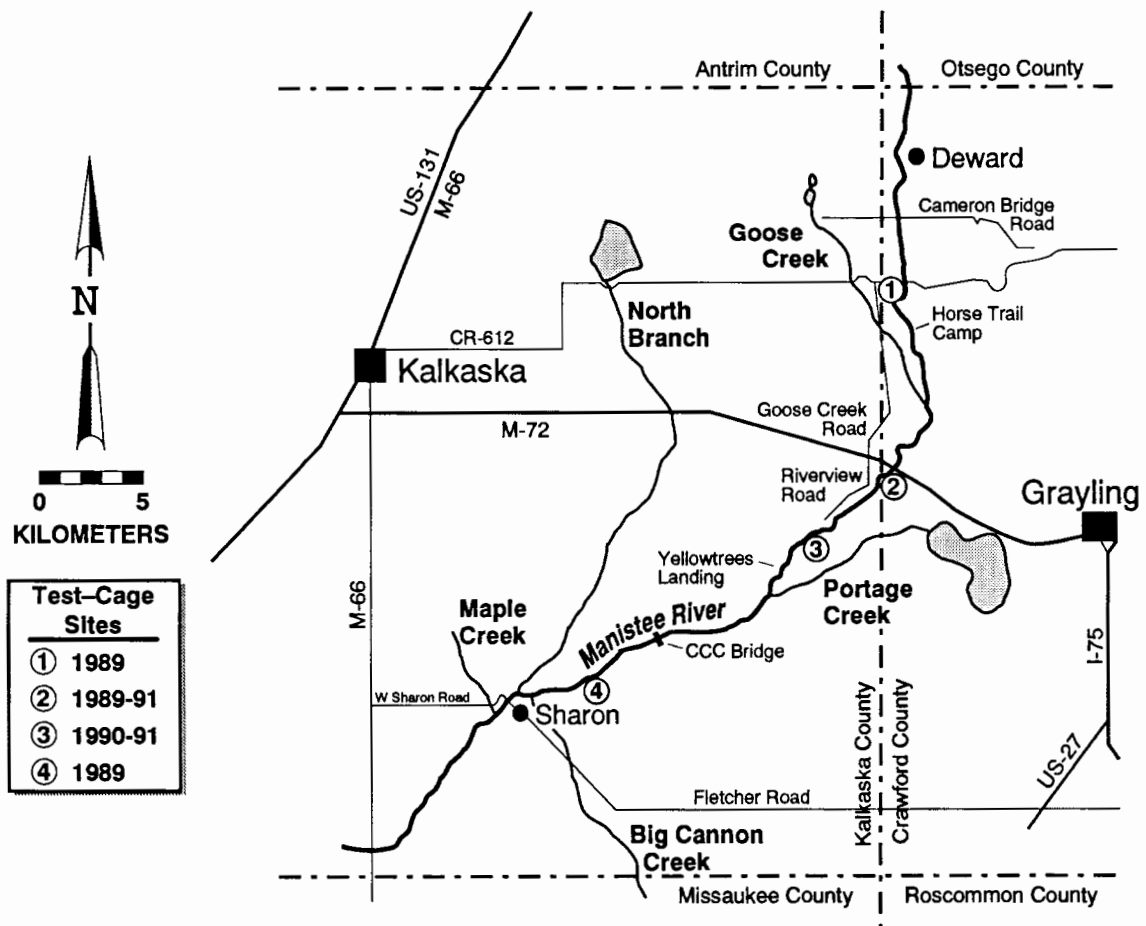 Antrim County
Otsego County
US-131
M-66
Deward
Cameron Bridge
Road
Goose
Creek
N
North
Branch
1
Horse Trail
Camp
CR-612
Kalkaska
M-72
Goose Creek
Road
Riverview
Road
2
Grayling
0 5
KILOMETERS
3
Yellowtrees
Landing
Portage
Creek
Test–Cage
Sites
1 1989
2 1989-91
3 1990-91
4 1989
M-66
Maple
Creek
Manistee River
CCC Bridge
I-75
4
W Sharon Road
Sharon
Kalkaska County
Crawford County
US-27
Fletcher Road
Big Cannon
Creek
Missaukee County
Roscommon County